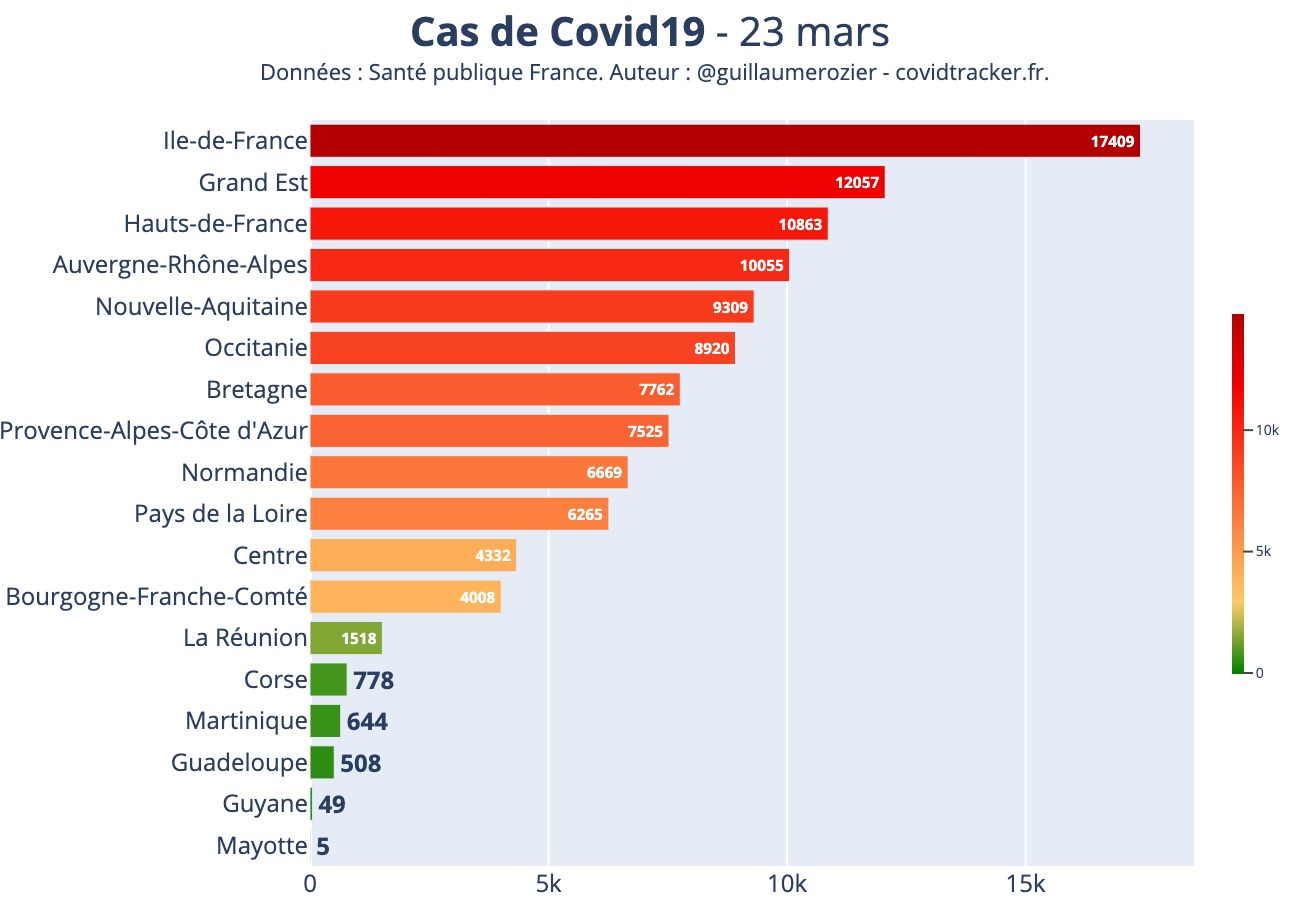 Cas de Covid19 - 23 mars
Données : Santé publique France. Auteur : @guillaumerozier - covidtracker.fr.
Ile-de-France 17409
Grand Est 12057
Hauts-de-France 10863
Auvergne-Rhône-Alpes 10055
Nouvelle-Aquitaine 9309
Occitanie 8920
Bretagne 7762
Provence-Alpes-Côte d'Azur 7525
Normandie 6669
Pays de la Loire 6265
Centre 4332
Bourgogne-Franche-Comté 4008
La Réunion 1518
Corse 778
Martinique 644
Guadeloupe 508
Guyane 49
Mayotte 5
0 5k 10k 15k
10k
5k
0